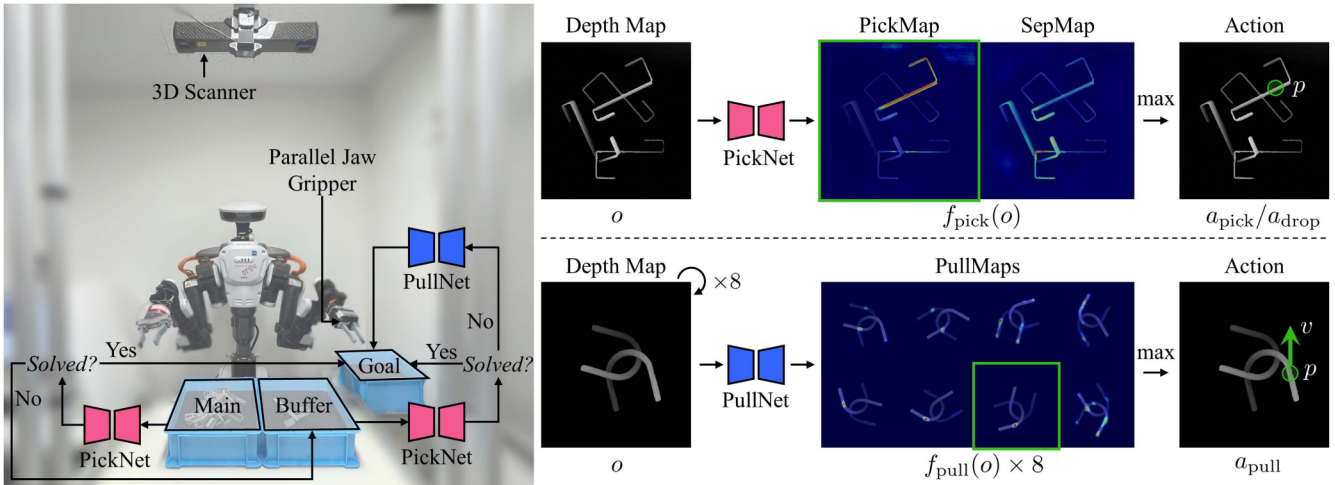 3D Scanner
Parallel Jaw
Gripper
PullNet
No
Solved?
Yes
Goal
Yes
Solved?
No
Main
Buffer
PickNet
PickNet
Depth Map
PickMap
SepMap
Action
PickNet
max
p
o
f_pick(o)
a_pick/a_drop
Depth Map
×8
PullMaps
Action
PullNet
max
v
p
o
f_pull(o) × 8
a_pull